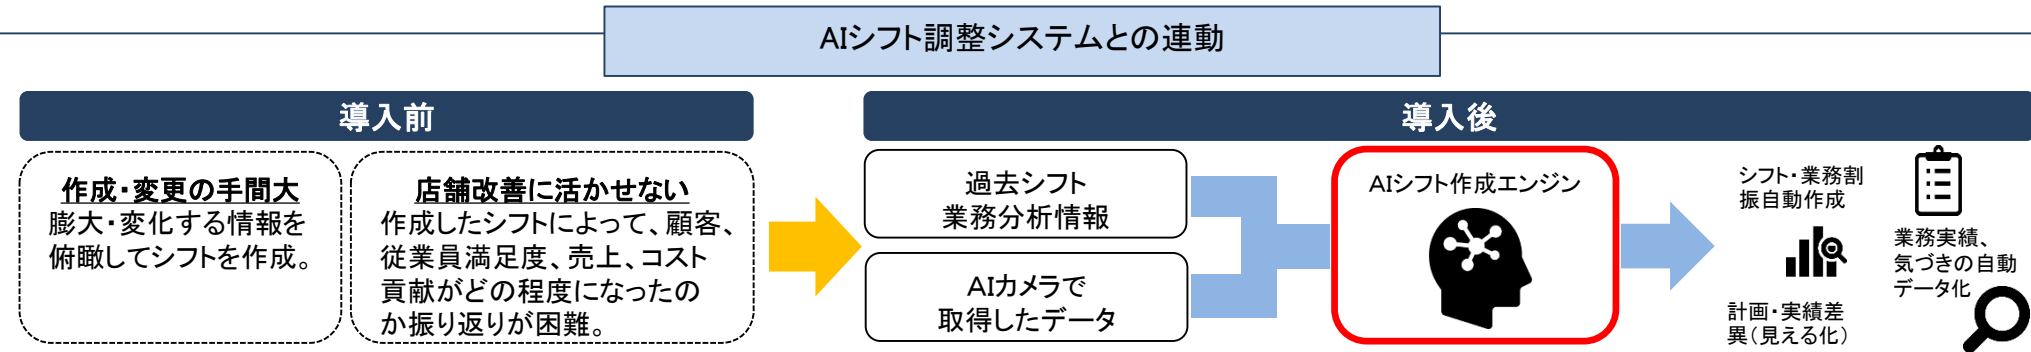 AIシフト調整システムとの連動
導入前
作成・変更の手間大
膨大・変化する情報を
俯瞰してシフトを作成。
店舗改善に活かせない
作成したシフトによって、顧客、
従業員満足度、売上、コスト
貢献がどの程度になったの
か振り返りが困難。
導入後
過去シフト
業務分析情報
AIカメラで
取得したデータ
AIシフト作成エンジン
シフト・業務割
振自動作成
業務実績、
気づきの自動
データ化
計画・実績差
異(見える化)